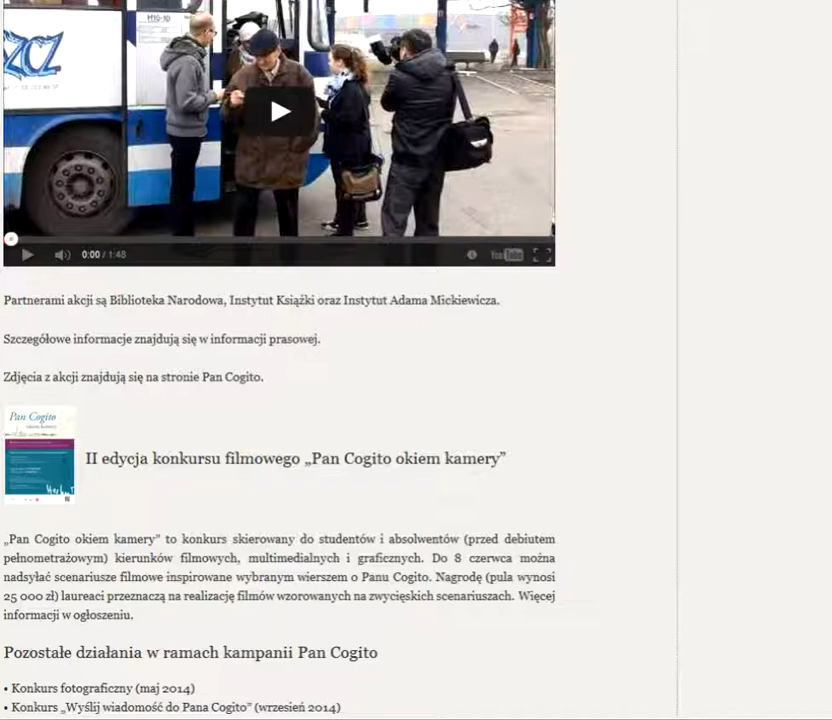 H19-10
ZCZ
0:00 / 1:48
YouTube
Partnerami akcji są Biblioteka Narodowa, Instytut Książki oraz Instytut Adama Mickiewicza.
Szczegółowe informacje znajdują się w informacji prasowej.
Zdjęcia z akcji znajdują się na stronie Pan Cogito.
Pan Cogito
II edycja konkursu filmowego „Pan Cogito okiem kamery”
„Pan Cogito okiem kamery” to konkurs skierowany do studentów i absolwentów (przed debiutem
pełnometrażowym) kierunków filmowych, multimedialnych i graficznych. Do 8 czerwca można
nadsyłać scenariusze filmowe inspirowane wybranym wierszem o Panu Cogito. Nagrodę (pula wynosi
25 000 zł) laureaci przeznaczą na realizację filmów wzorowanych na zwycięskich scenariuszach. Więcej
informacji w ogłoszeniu.
Pozostałe działania w ramach kampanii Pan Cogito
• Konkurs fotograficzny (maj 2014)
• Konkurs „Wyślij wiadomość do Pana Cogito” (wrzesień 2014)